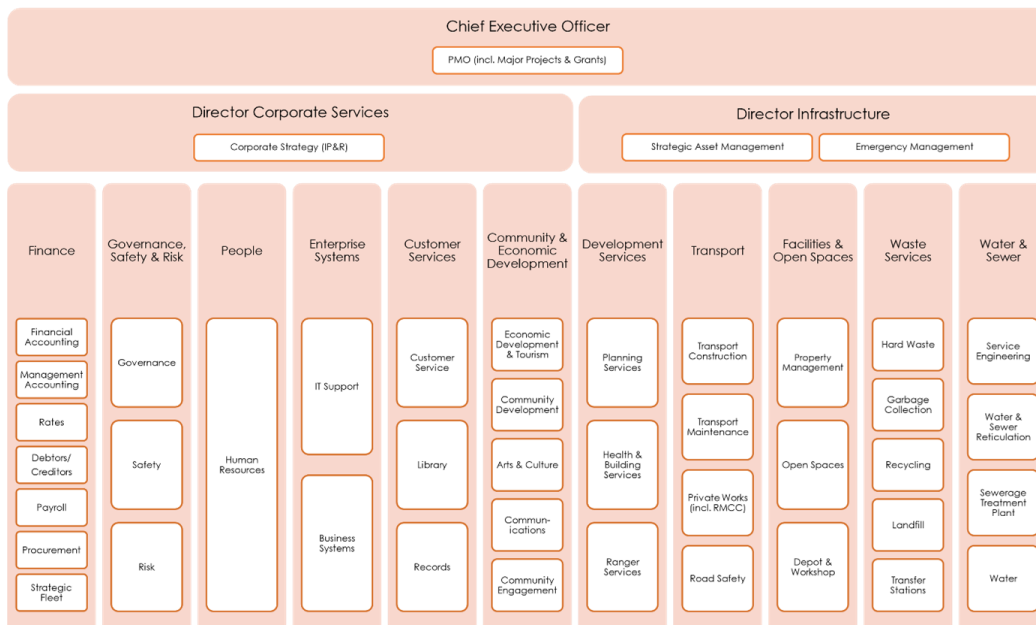 Chief Executive Officer
PMO (incl. Major Projects & Grants)
Director Corporate Services
Corporate Strategy (IP&R)
Director Infrastructure
Strategic Asset Management
Emergency Management
Finance
Financial
Accounting
Management
Accounting
Rates
Debtors/
Creditors
Payroll
Procurement
Strategic
Fleet
Governance,
Safety & Risk
Governance
Safety
Risk
People
Human
Resources
Enterprise
Systems
IT Support
Business
Systems
Customer
Services
Customer
Service
Library
Records
Community &
Economic
Development
Economic
Development
& Tourism
Community
Development
Arts & Culture
Commun-
ications
Community
Engagement
Development
Services
Planning
Services
Health &
Building
Services
Ranger
Services
Transport
Transport
Construction
Transport
Maintenance
Private Works
(incl. RMCC)
Road Safety
Facilities &
Open Spaces
Property
Management
Open Spaces
Depot &
Workshop
Waste
Services
Hard Waste
Garbage
Collection
Recycling
Landfill
Transfer
Stations
Water &
Sewer
Service
Engineering
Water &
Sewer
Reticulation
Sewerage
Treatment
Plant
Water